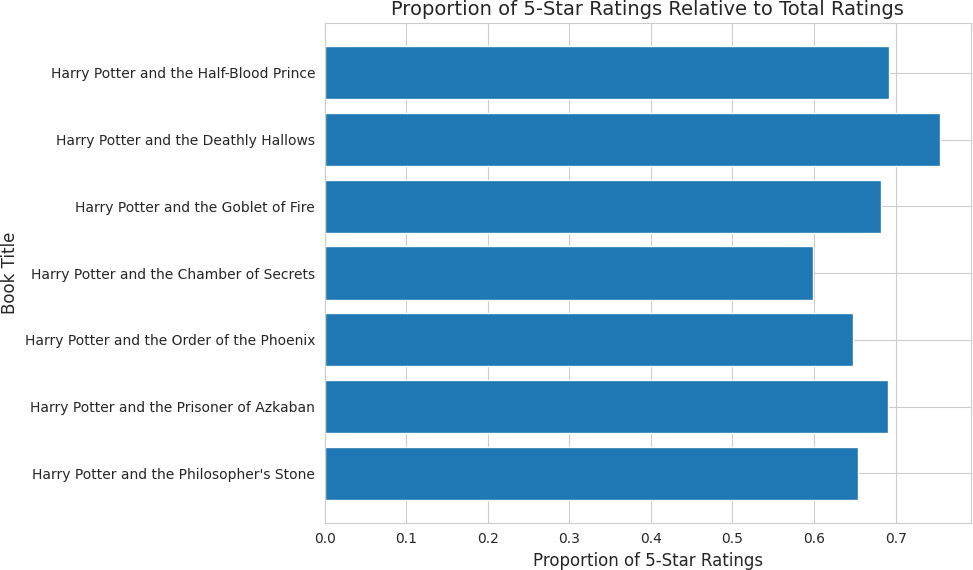 Proportion of 5-Star Ratings Relative to Total Ratings
Book Title
Harry Potter and the Half-Blood Prince
Harry Potter and the Deathly Hallows
Harry Potter and the Goblet of Fire
Harry Potter and the Chamber of Secrets
Harry Potter and the Order of the Phoenix
Harry Potter and the Prisoner of Azkaban
Harry Potter and the Philosopher's Stone
0.0 0.1 0.2 0.3 0.4 0.5 0.6 0.7
Proportion of 5-Star Ratings